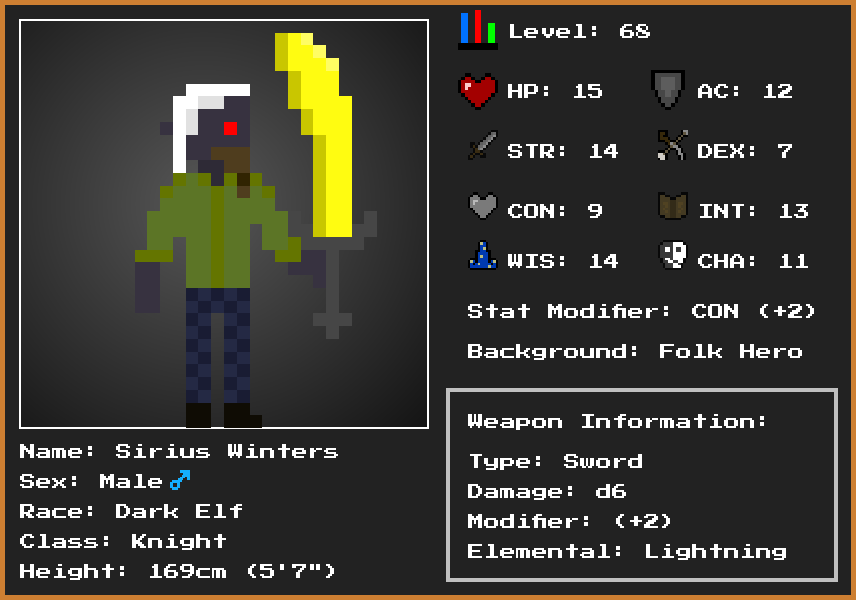 Level: 68
HP: 15
AC: 12
STR: 14
DEX: 7
CON: 9
INT: 13
WIS: 14
CHA: 11
Stat Modifier: CON (+2)
Background: Folk Hero
Weapon Information:
Type: Sword
Damage: d6
Modifier: (+2)
Elemental: Lightning
Name: Sirius Winters
Sex: Male♂
Race: Dark Elf
Class: Knight
Height: 169cm (5'7")